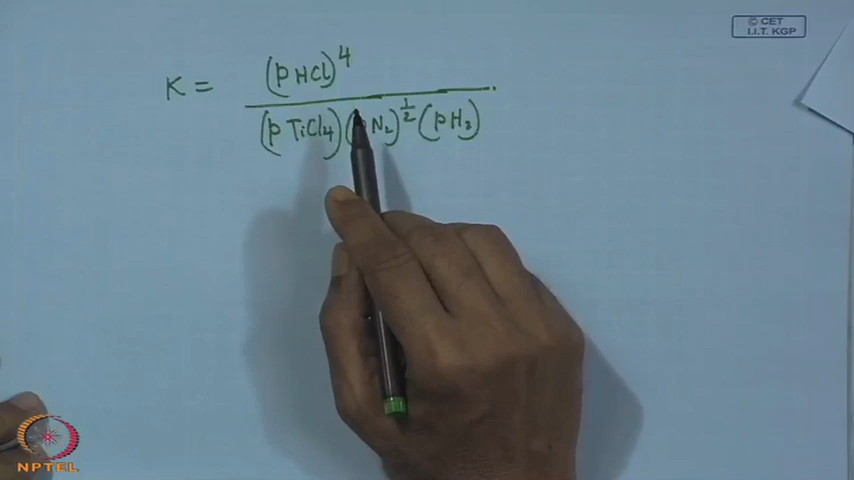 © CET
I.I.T. KGP
K = (pHCl)^4
(pTiCl4)(pN2)^1/2(pH2)
NPTEL